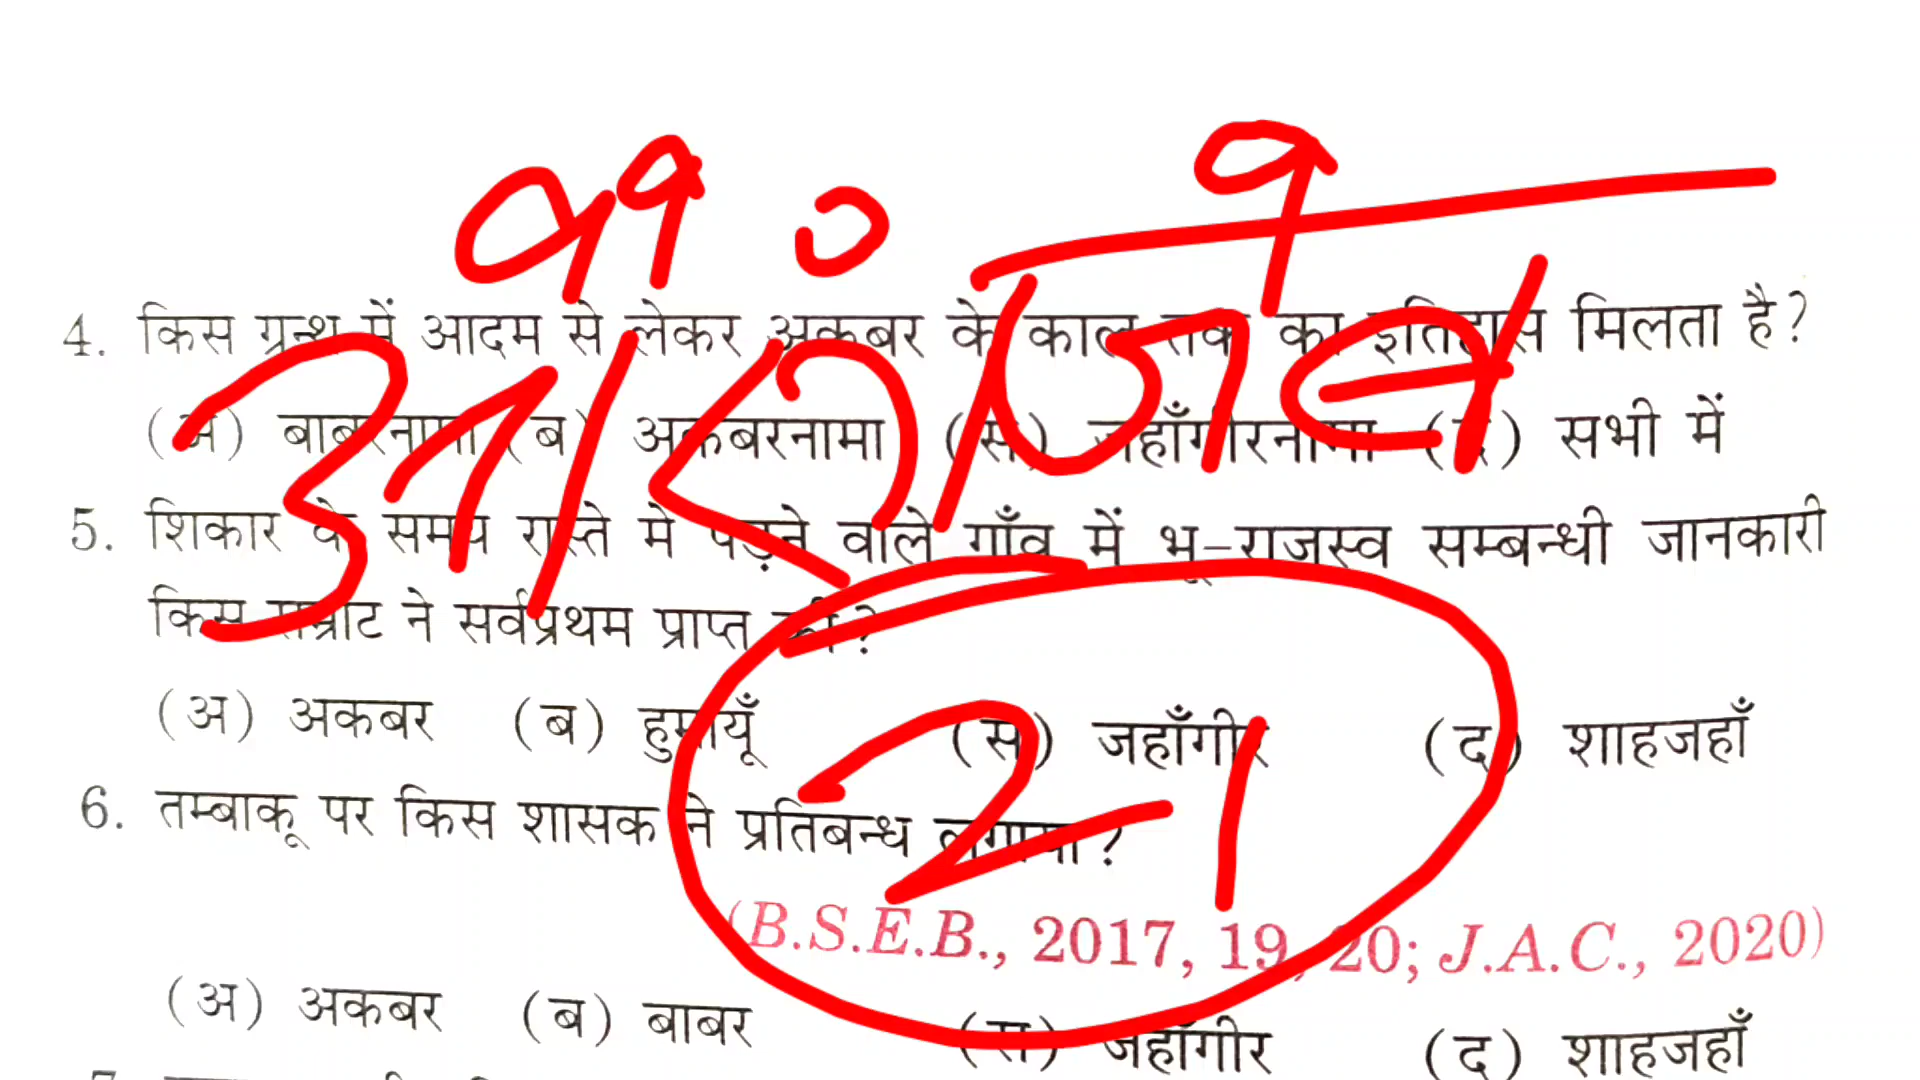 4. किस ग्रन्थ में आदम से लेकर अकबर के काल तक का इतिहास मिलता है?
(अ) बाबरनामा (ब) अकबरनामा (स) जहाँगीरनामा (द) सभी में
5. शिकार के समय रास्ते में पड़ने वाले गाँव में भू-राजस्व सम्बन्धी जानकारी
किस सम्राट ने सर्वप्रथम प्राप्त की?
(अ) अकबर (ब) हुमायूँ (स) जहाँगीर (द) शाहजहाँ
6. तम्बाकू पर किस शासक ने प्रतिबन्ध लगाया?
(B.S.E.B., 2017, 19, 20; J.A.C., 2020)
(अ) अकबर (ब) बाबर (स) जहाँगीर (द) शाहजहाँ
21